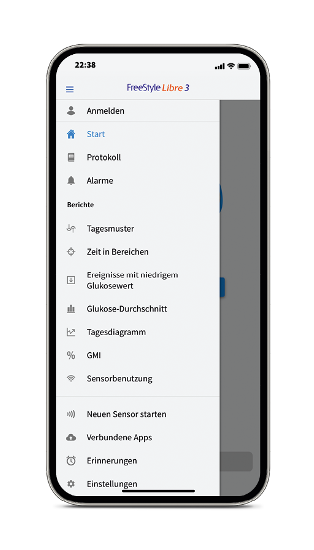 22:38
FreeStyle Libre 3
Anmelden
Start
Protokoll
Alarme
Berichte
Tagesmuster
Zeit in Bereichen
Ereignisse mit niedrigem
Glukosewert
Glukose-Durchschnitt
Tagesdiagramm
% GMI
Sensorbenutzung
Neuen Sensor starten
Verbundene Apps
Erinnerungen
Einstellungen